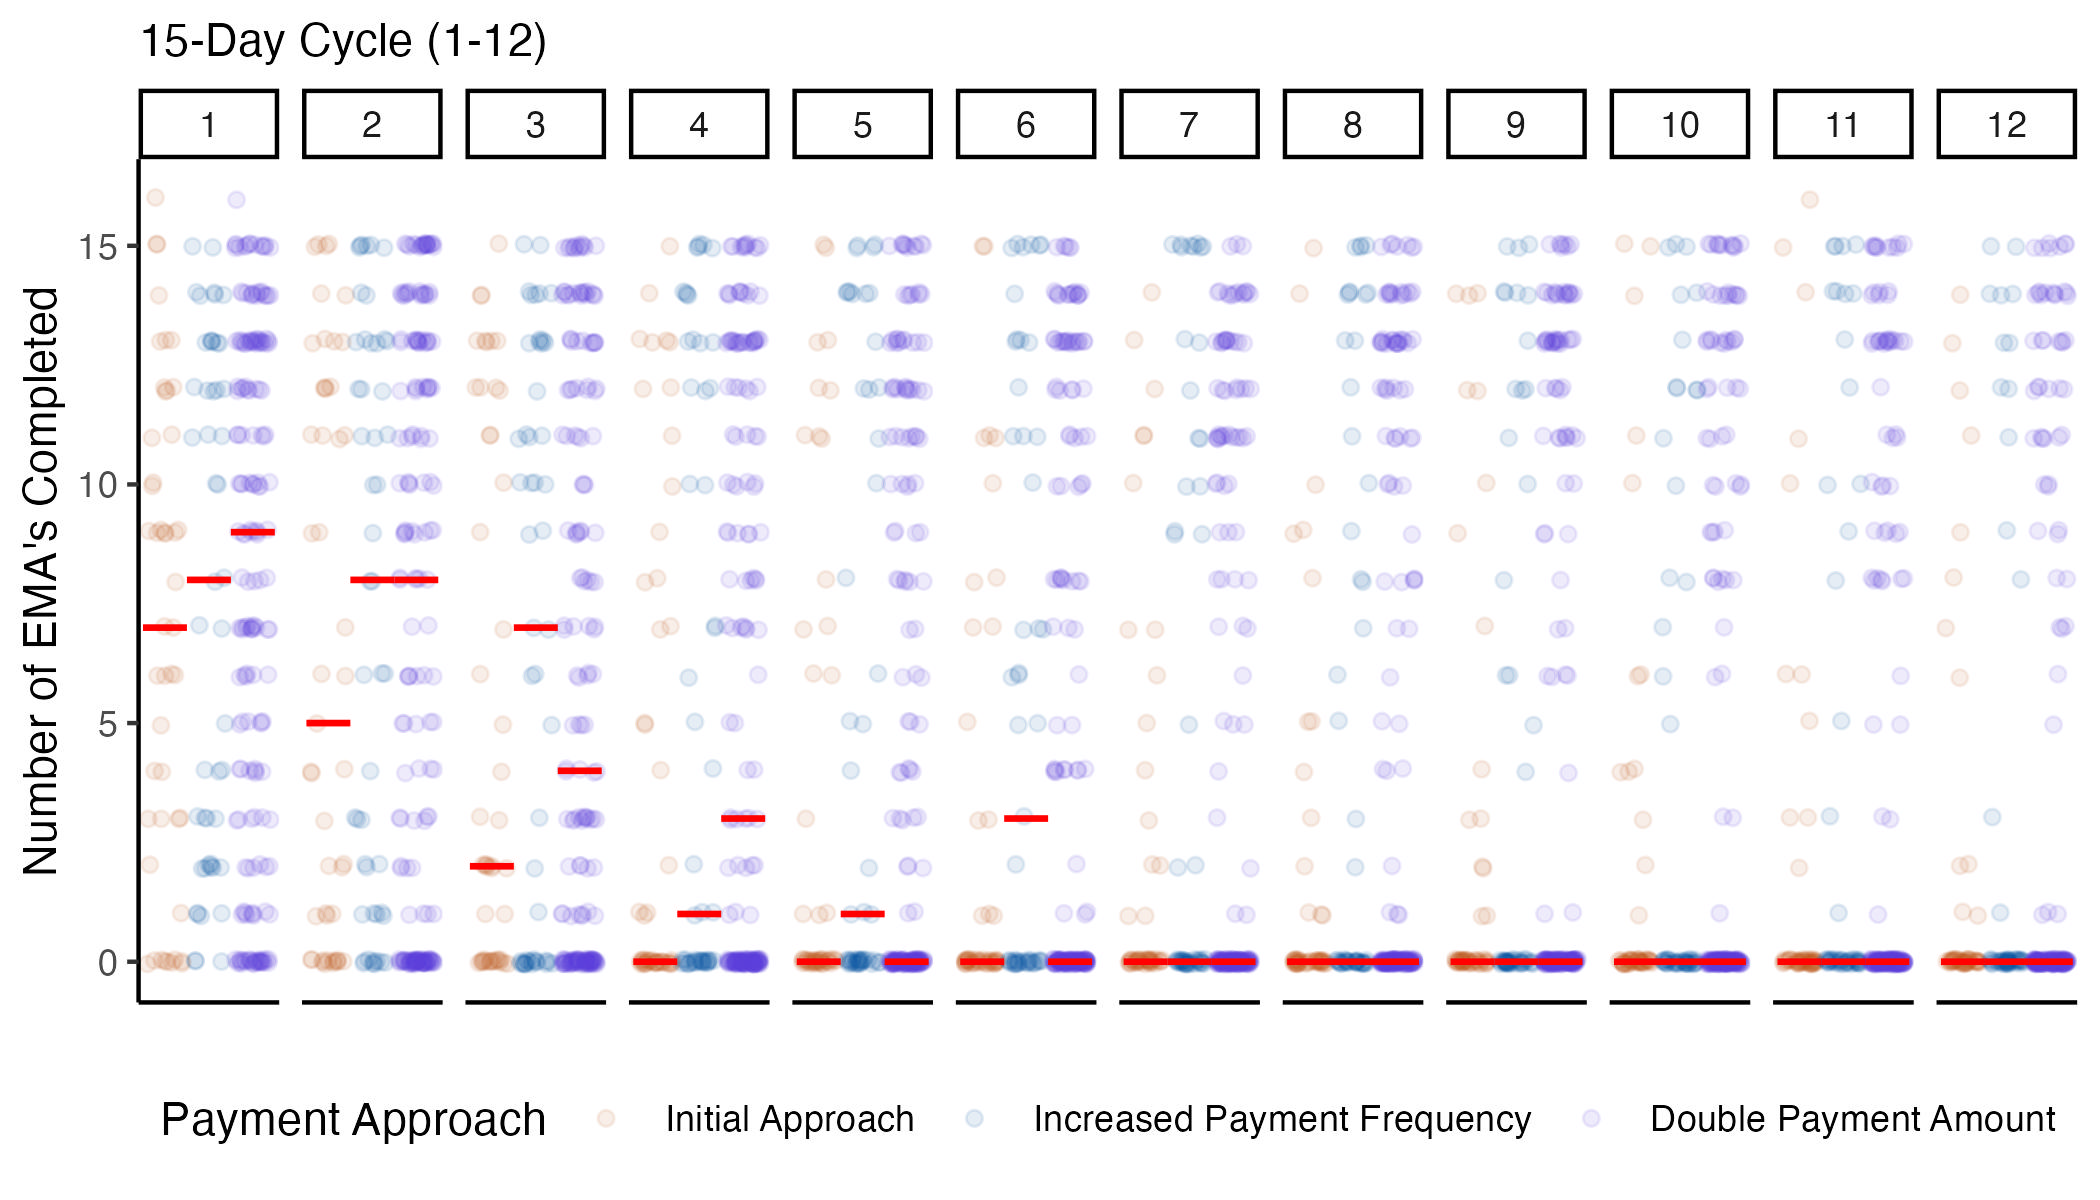 15-Day Cycle (1-12)
1 2 3 4 5 6 7 8 9 10 11 12
Number of EMA's Completed
15
10
5
0
Payment Approach Initial Approach Increased Payment Frequency Double Payment Amount